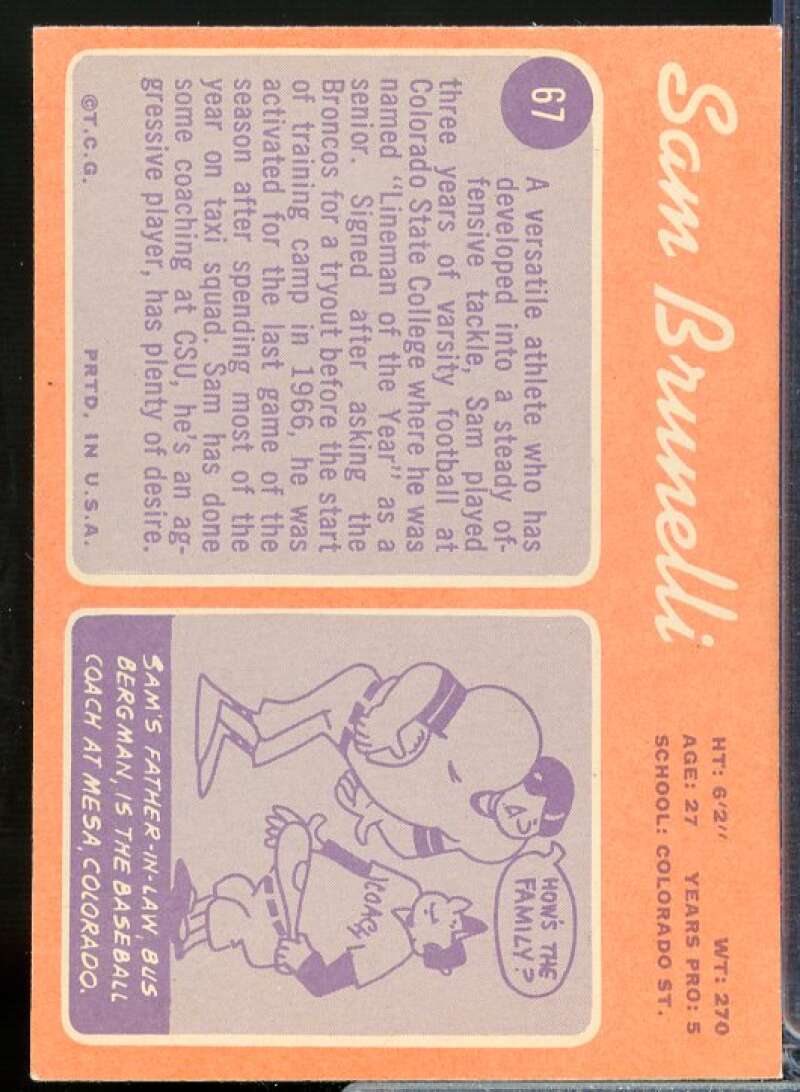 Sam Brunelli
HT: 6'2" WT: 270
AGE: 27 YEARS PRO: 5
SCHOOL: COLORADO ST.
67
A versatile athlete who has
developed into a steady of-
fensive tackle, Sam played
three years of varsity football at
Colorado State College where he was
named "Lineman of the Year" as a
senior. Signed after asking the
Broncos for a tryout before the start
of training camp in 1966, he was
activated for the last game of the
season after spending most of the
year on taxi squad. Sam has done
some coaching at CSU, he's an ag-
gressive player, has plenty of desire.
©T.C.G. PRTD. IN U.S.A.
HOW'S THE
FAMILY?
COACH
SAM'S FATHER-IN-LAW, BUS
BERGMAN, IS THE BASEBALL
COACH AT MESA, COLORADO.